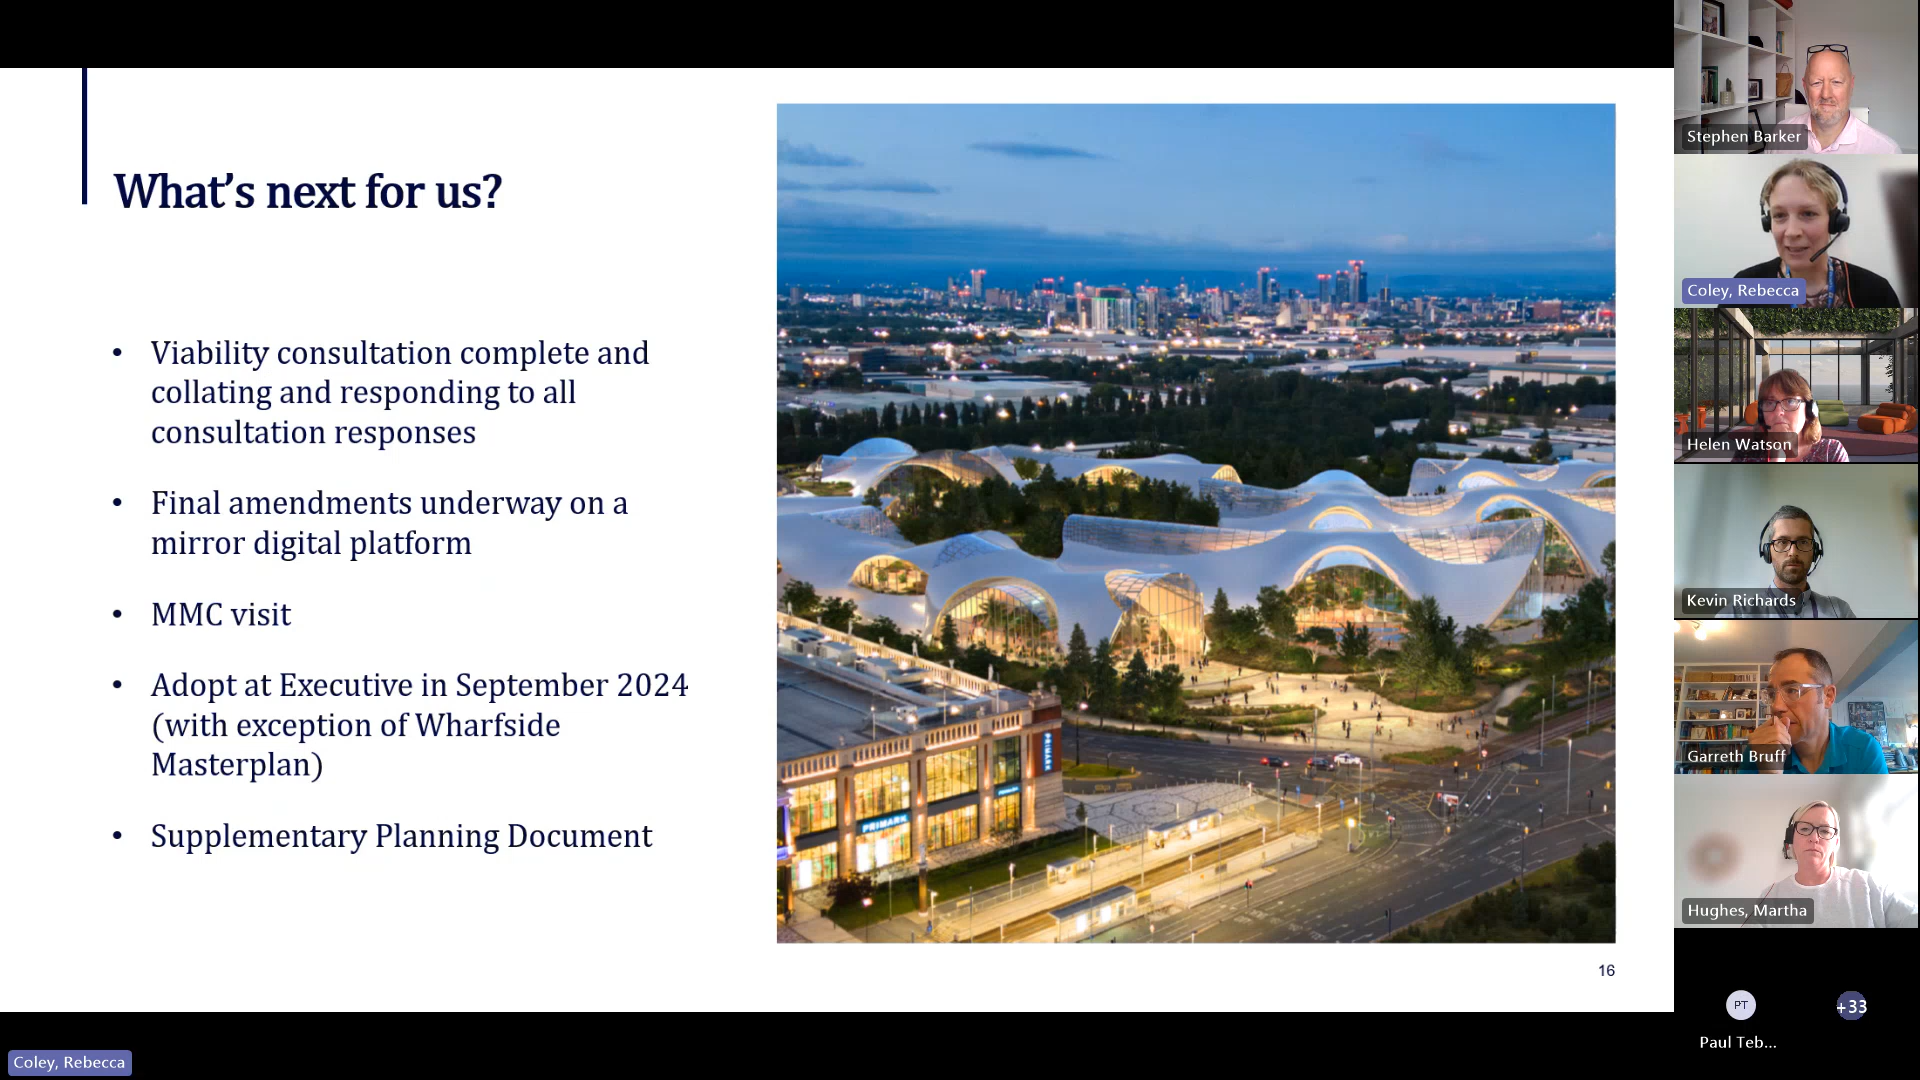 What's next for us?
• Viability consultation complete and
collating and responding to all
consultation responses
• Final amendments underway on a
mirror digital platform
• MMC visit
• Adopt at Executive in September 2024
(with exception of Wharfside
Masterplan)
• Supplementary Planning Document
PRIMARK
PRIMARK
16
Stephen Barker
Coley, Rebecca
Helen Watson
Kevin Richards
Garreth Bruff
Hughes, Martha
PT
+33
Paul Teb...
Coley, Rebecca